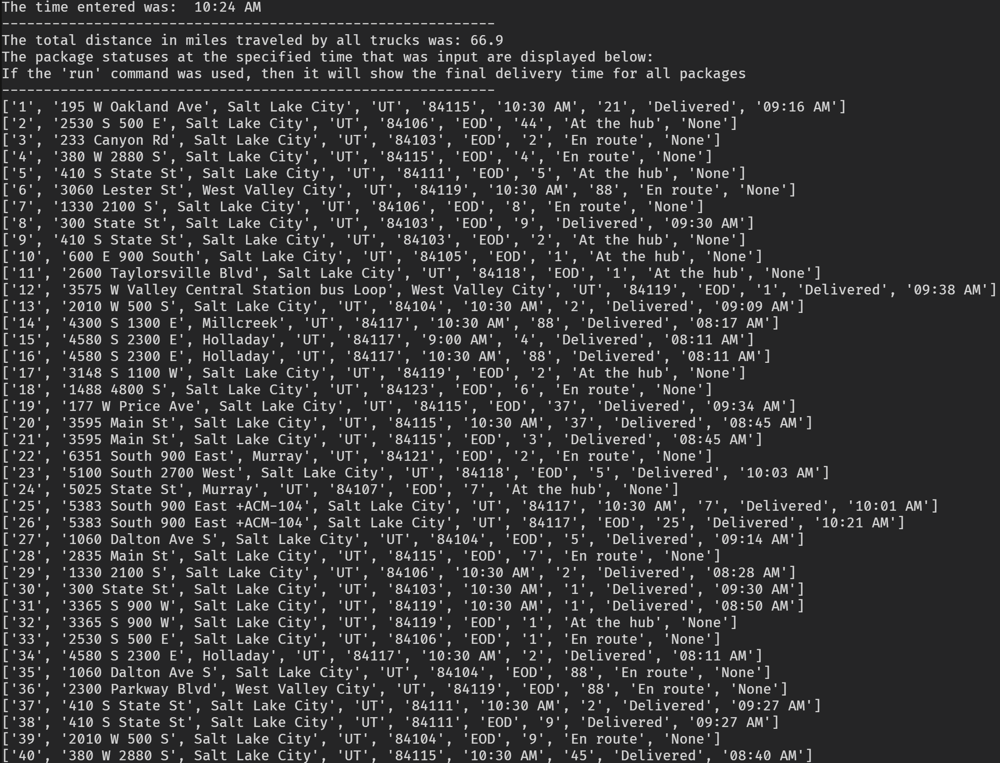 The time entered was:  10:24 AM
-----------------------------------------------------------
The total distance in miles traveled by all trucks was: 66.9
The package statuses at the specified time that was input are displayed below:
If the 'run' command was used, then it will show the final delivery time for all packages
-----------------------------------------------------------
['1', '195 W Oakland Ave', Salt Lake City', 'UT', '84115', '10:30 AM', '21', 'Delivered', '09:16 AM']
['2', '2530 S 500 E', Salt Lake City', 'UT', '84106', 'EOD', '44', 'At the hub', 'None']
['3', '233 Canyon Rd', Salt Lake City', 'UT', '84103', 'EOD', '2', 'En route', 'None']
['4', '380 W 2880 S', Salt Lake City', 'UT', '84115', 'EOD', '4', 'En route', 'None']
['5', '410 S State St', Salt Lake City', 'UT', '84111', 'EOD', '5', 'At the hub', 'None']
['6', '3060 Lester St', West Valley City', 'UT', '84119', '10:30 AM', '88', 'En route', 'None']
['7', '1330 2100 S', Salt Lake City', 'UT', '84106', 'EOD', '8', 'En route', 'None']
['8', '300 State St', Salt Lake City', 'UT', '84103', 'EOD', '9', 'Delivered', '09:30 AM']
['9', '410 S State St', Salt Lake City', 'UT', '84103', 'EOD', '2', 'At the hub', 'None']
['10', '600 E 900 South', Salt Lake City', 'UT', '84105', 'EOD', '1', 'At the hub', 'None']
['11', '2600 Taylorsville Blvd', Salt Lake City', 'UT', '84118', 'EOD', '1', 'At the hub', 'None']
['12', '3575 W Valley Central Station bus Loop', West Valley City', 'UT', '84119', 'EOD', '1', 'Delivered', '09:38 AM']
['13', '2010 W 500 S', Salt Lake City', 'UT', '84104', '10:30 AM', '2', 'Delivered', '09:09 AM']
['14', '4300 S 1300 E', Millcreek', 'UT', '84117', '10:30 AM', '88', 'Delivered', '08:17 AM']
['15', '4580 S 2300 E', Holladay', 'UT', '84117', '9:00 AM', '4', 'Delivered', '08:11 AM']
['16', '4580 S 2300 E', Holladay', 'UT', '84117', '10:30 AM', '88', 'Delivered', '08:11 AM']
['17', '3148 S 1100 W', Salt Lake City', 'UT', '84119', 'EOD', '2', 'At the hub', 'None']
['18', '1488 4800 S', Salt Lake City', 'UT', '84123', 'EOD', '6', 'En route', 'None']
['19', '177 W Price Ave', Salt Lake City', 'UT', '84115', 'EOD', '37', 'Delivered', '09:34 AM']
['20', '3595 Main St', Salt Lake City', 'UT', '84115', '10:30 AM', '37', 'Delivered', '08:45 AM']
['21', '3595 Main St', Salt Lake City', 'UT', '84115', 'EOD', '3', 'Delivered', '08:45 AM']
['22', '6351 South 900 East', Murray', 'UT', '84121', 'EOD', '2', 'En route', 'None']
['23', '5100 South 2700 West', Salt Lake City', 'UT', '84118', 'EOD', '5', 'Delivered', '10:03 AM']
['24', '5025 State St', Murray', 'UT', '84107', 'EOD', '7', 'At the hub', 'None']
['25', '5383 South 900 East +ACM-104', Salt Lake City', 'UT', '84117', '10:30 AM', '7', 'Delivered', '10:01 AM']
['26', '5383 South 900 East +ACM-104', Salt Lake City', 'UT', '84117', 'EOD', '25', 'Delivered', '10:21 AM']
['27', '1060 Dalton Ave S', Salt Lake City', 'UT', '84104', 'EOD', '5', 'Delivered', '09:14 AM']
['28', '2835 Main St', Salt Lake City', 'UT', '84115', 'EOD', '7', 'En route', 'None']
['29', '1330 2100 S', Salt Lake City', 'UT', '84106', '10:30 AM', '2', 'Delivered', '08:28 AM']
['30', '300 State St', Salt Lake City', 'UT', '84103', '10:30 AM', '1', 'Delivered', '09:30 AM']
['31', '3365 S 900 W', Salt Lake City', 'UT', '84119', '10:30 AM', '1', 'Delivered', '08:50 AM']
['32', '3365 S 900 W', Salt Lake City', 'UT', '84119', 'EOD', '1', 'At the hub', 'None']
['33', '2530 S 500 E', Salt Lake City', 'UT', '84106', 'EOD', '1', 'En route', 'None']
['34', '4580 S 2300 E', Holladay', 'UT', '84117', '10:30 AM', '2', 'Delivered', '08:11 AM']
['35', '1060 Dalton Ave S', Salt Lake City', 'UT', '84104', 'EOD', '88', 'En route', 'None']
['36', '2300 Parkway Blvd', West Valley City', 'UT', '84119', 'EOD', '88', 'En route', 'None']
['37', '410 S State St', Salt Lake City', 'UT', '84111', '10:30 AM', '2', 'Delivered', '09:27 AM']
['38', '410 S State St', Salt Lake City', 'UT', '84111', 'EOD', '9', 'Delivered', '09:27 AM']
['39', '2010 W 500 S', Salt Lake City', 'UT', '84104', 'EOD', '9', 'En route', 'None']
['40', '380 W 2880 S', Salt Lake City', 'UT', '84115', '10:30 AM', '45', 'Delivered', '08:40 AM']